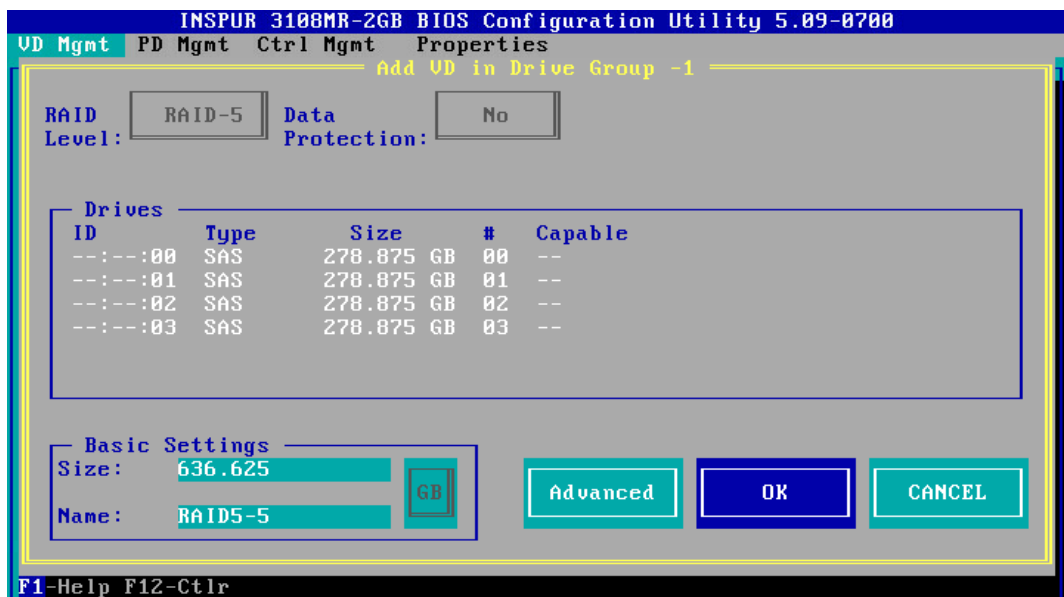 INSPUR 3108MR-2GB BIOS Configuration Utility 5.09-0700
VD Mgmt PD Mgmt Ctrl Mgmt Properties
Add VD in Drive Group -1
RAID Level: RAID-5 Data Protection: No
Drives
ID Type Size # Capable
--:--:00 SAS 278.875 GB 00 --
--:--:01 SAS 278.875 GB 01 --
--:--:02 SAS 278.875 GB 02 --
--:--:03 SAS 278.875 GB 03 --
Basic Settings
Size: 636.625 GB
Name: RAID5-5
Advanced OK CANCEL
F1-Help F12-Ctlr